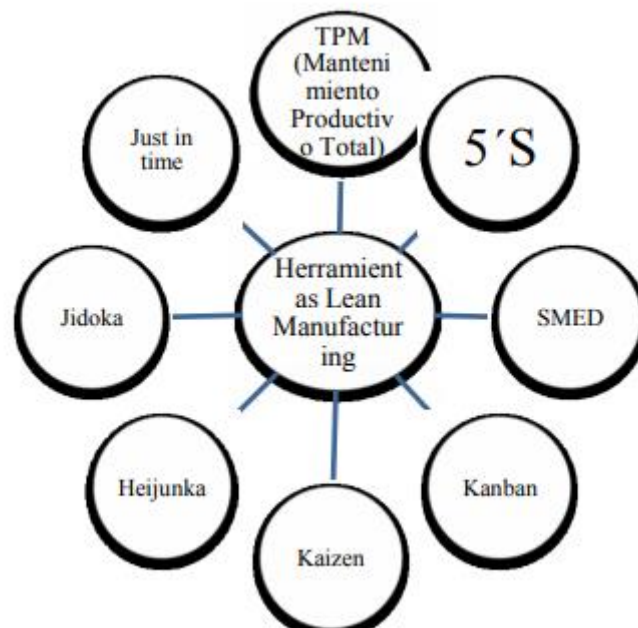 TPM
(Manteni
miento
Productiv
o Total)
5´S
Just in
time
Herramient
as Lean
Manufactur
ing
Jidoka
SMED
Heijunka
Kanban
Kaizen